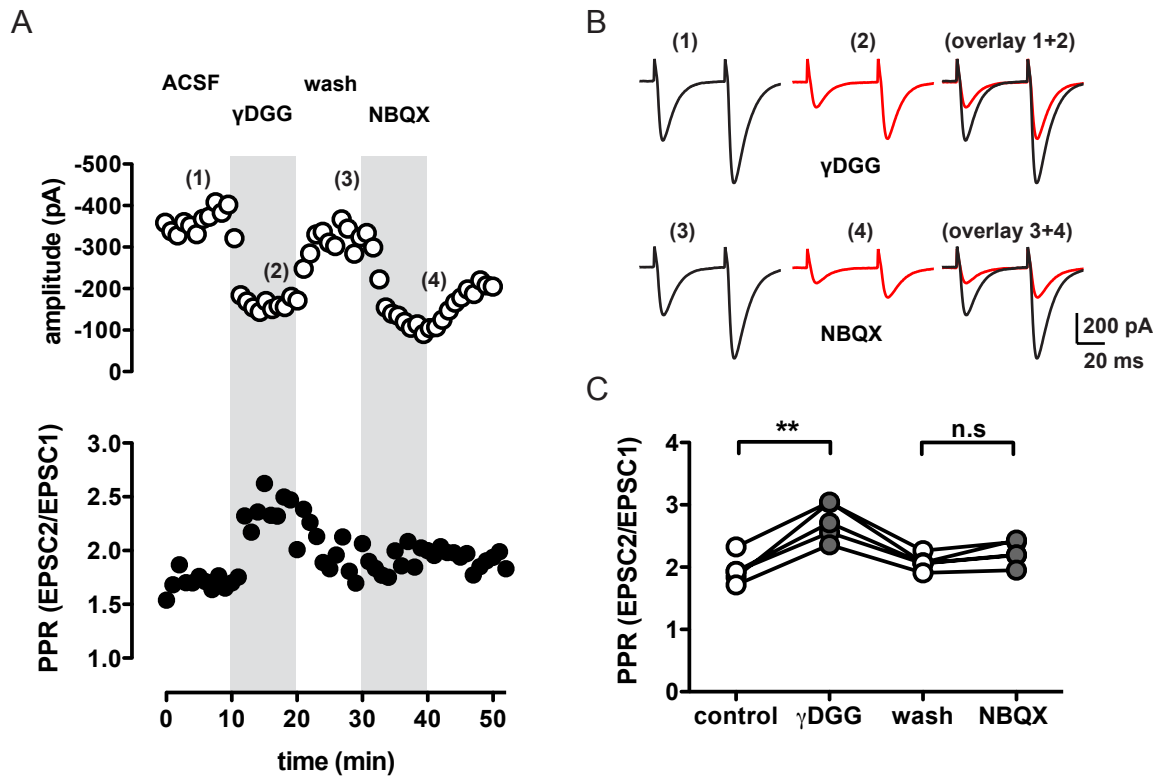 A
ACSF
γDGG
wash
NBQX
amplitude (pA)
-500
-400
-300
-200
-100
0
(1)
(2)
(3)
(4)
PPR (EPSC2/EPSC1)
3.0
2.5
2.0
1.5
1.0
0 10 20 30 40 50
time (min)
B
(1) (2) (overlay 1+2)
γDGG
(3) (4) (overlay 3+4)
NBQX
200 pA
20 ms
C
PPR (EPSC2/EPSC1)
4
3
2
1
0
** n.s
control γDGG wash NBQX